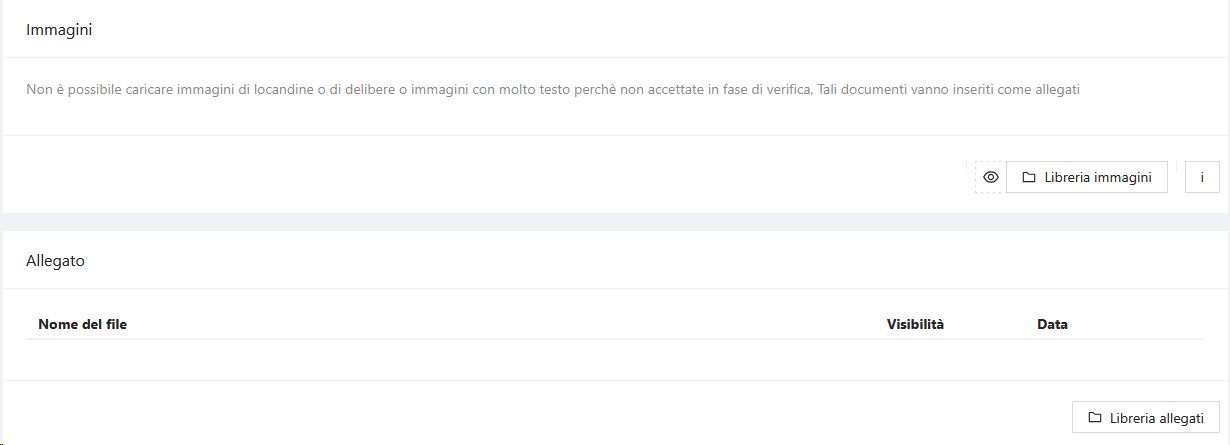 Immagini
Non è possibile caricare immagini di locandine o di delibere o immagini con molto testo perchè non accettate in fase di verifica, Tali documenti vanno inseriti come allegati
Libreria immagini i
Allegato
Nome del file Visibilità Data
Libreria allegati